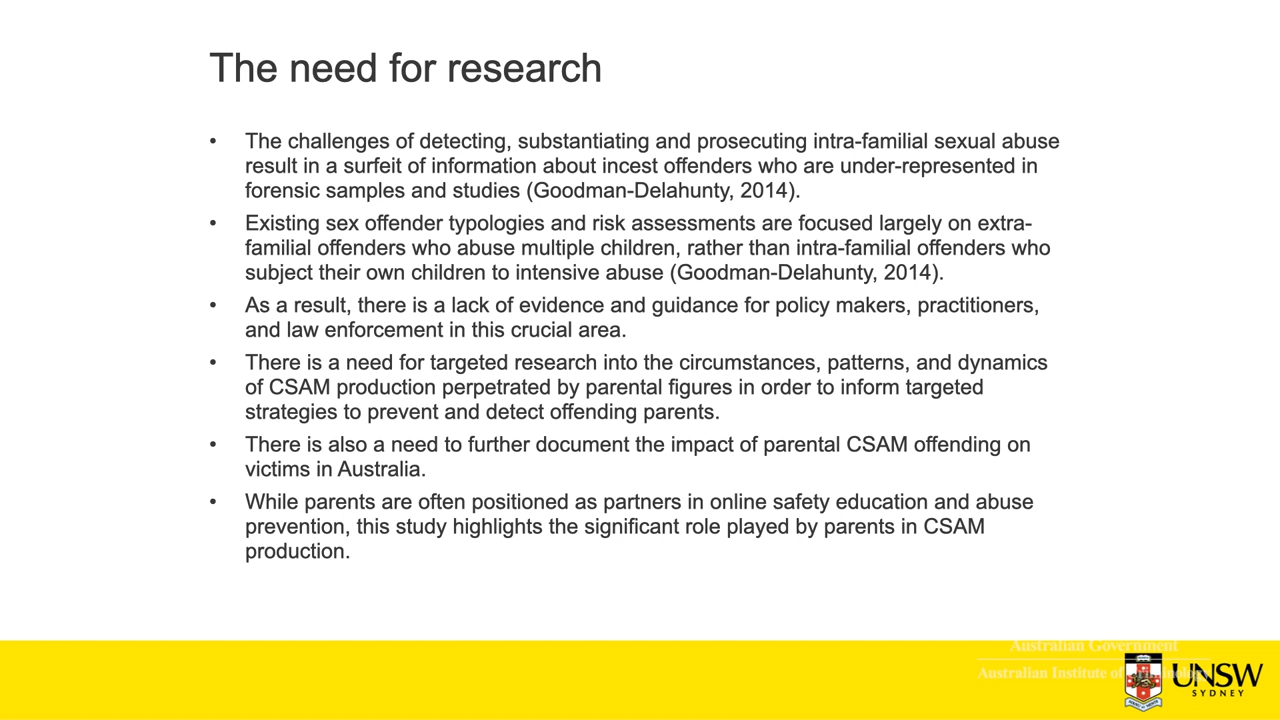 The need for research
• The challenges of detecting, substantiating and prosecuting intra-familial sexual abuse
result in a surfeit of information about incest offenders who are under-represented in
forensic samples and studies (Goodman-Delahunty, 2014).
• Existing sex offender typologies and risk assessments are focused largely on extra-
familial offenders who abuse multiple children, rather than intra-familial offenders who
subject their own children to intensive abuse (Goodman-Delahunty, 2014).
• As a result, there is a lack of evidence and guidance for policy makers, practitioners,
and law enforcement in this crucial area.
• There is a need for targeted research into the circumstances, patterns, and dynamics
of CSAM production perpetrated by parental figures in order to inform targeted
strategies to prevent and detect offending parents.
• There is also a need to further document the impact of parental CSAM offending on
victims in Australia.
• While parents are often positioned as partners in online safety education and abuse
prevention, this study highlights the significant role played by parents in CSAM
production.
Australian Government
Australian Institute of
UNSW
SYDNEY